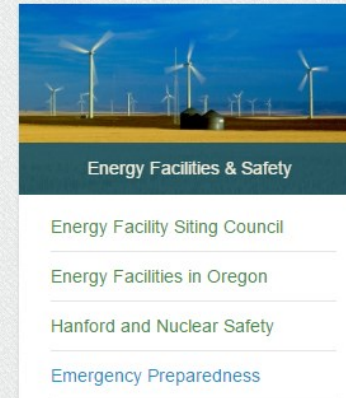 Energy Facilities & Safety
Energy Facility Siting Council
Energy Facilities in Oregon
Hanford and Nuclear Safety
Emergency Preparedness